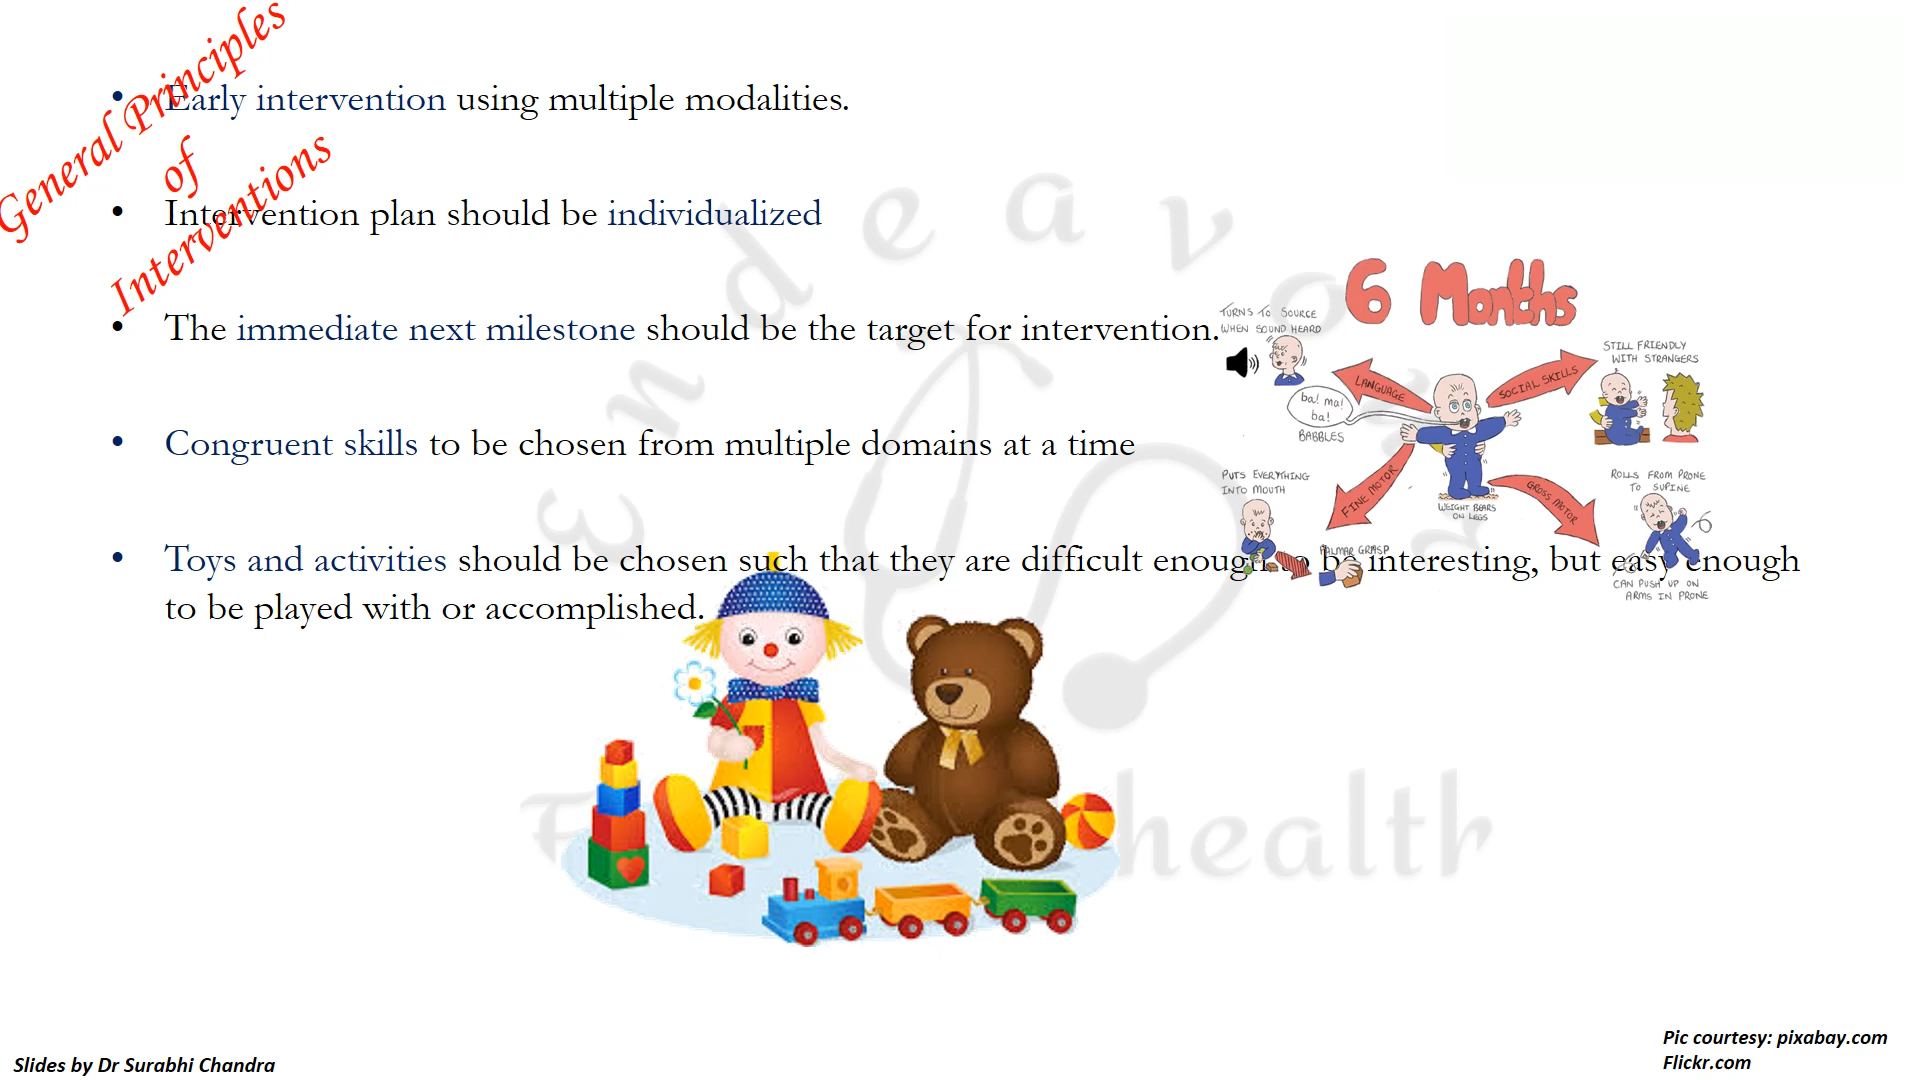 General Principles
of
Interventions
• Early intervention using multiple modalities.
• Intervention plan should be individualized
• The immediate next milestone should be the target for intervention.
• Congruent skills to be chosen from multiple domains at a time
• Toys and activities should be chosen such that they are difficult enough to be interesting, but easy enough
to be played with or accomplished.
6 Months
TURNS TO SOURCE
WHEN SOUND HEARD
LANGUAGE
ba! ma!
ba!
BABBLES
SOCIAL SKILLS
STILL FRIENDLY
WITH STRANGERS
PUTS EVERYTHING
INTO MOUTH
FINE MOTOR
PALMAR GRASP
WEIGHT BEARS
ON LEGS
GROSS MOTOR
ROLLS FROM PRONE
TO SUPINE
CAN PUSH UP ON
ARMS IN PRONE
Endeavor
health
Slides by Dr Surabhi Chandra
Pic courtesy: pixabay.com
Flickr.com